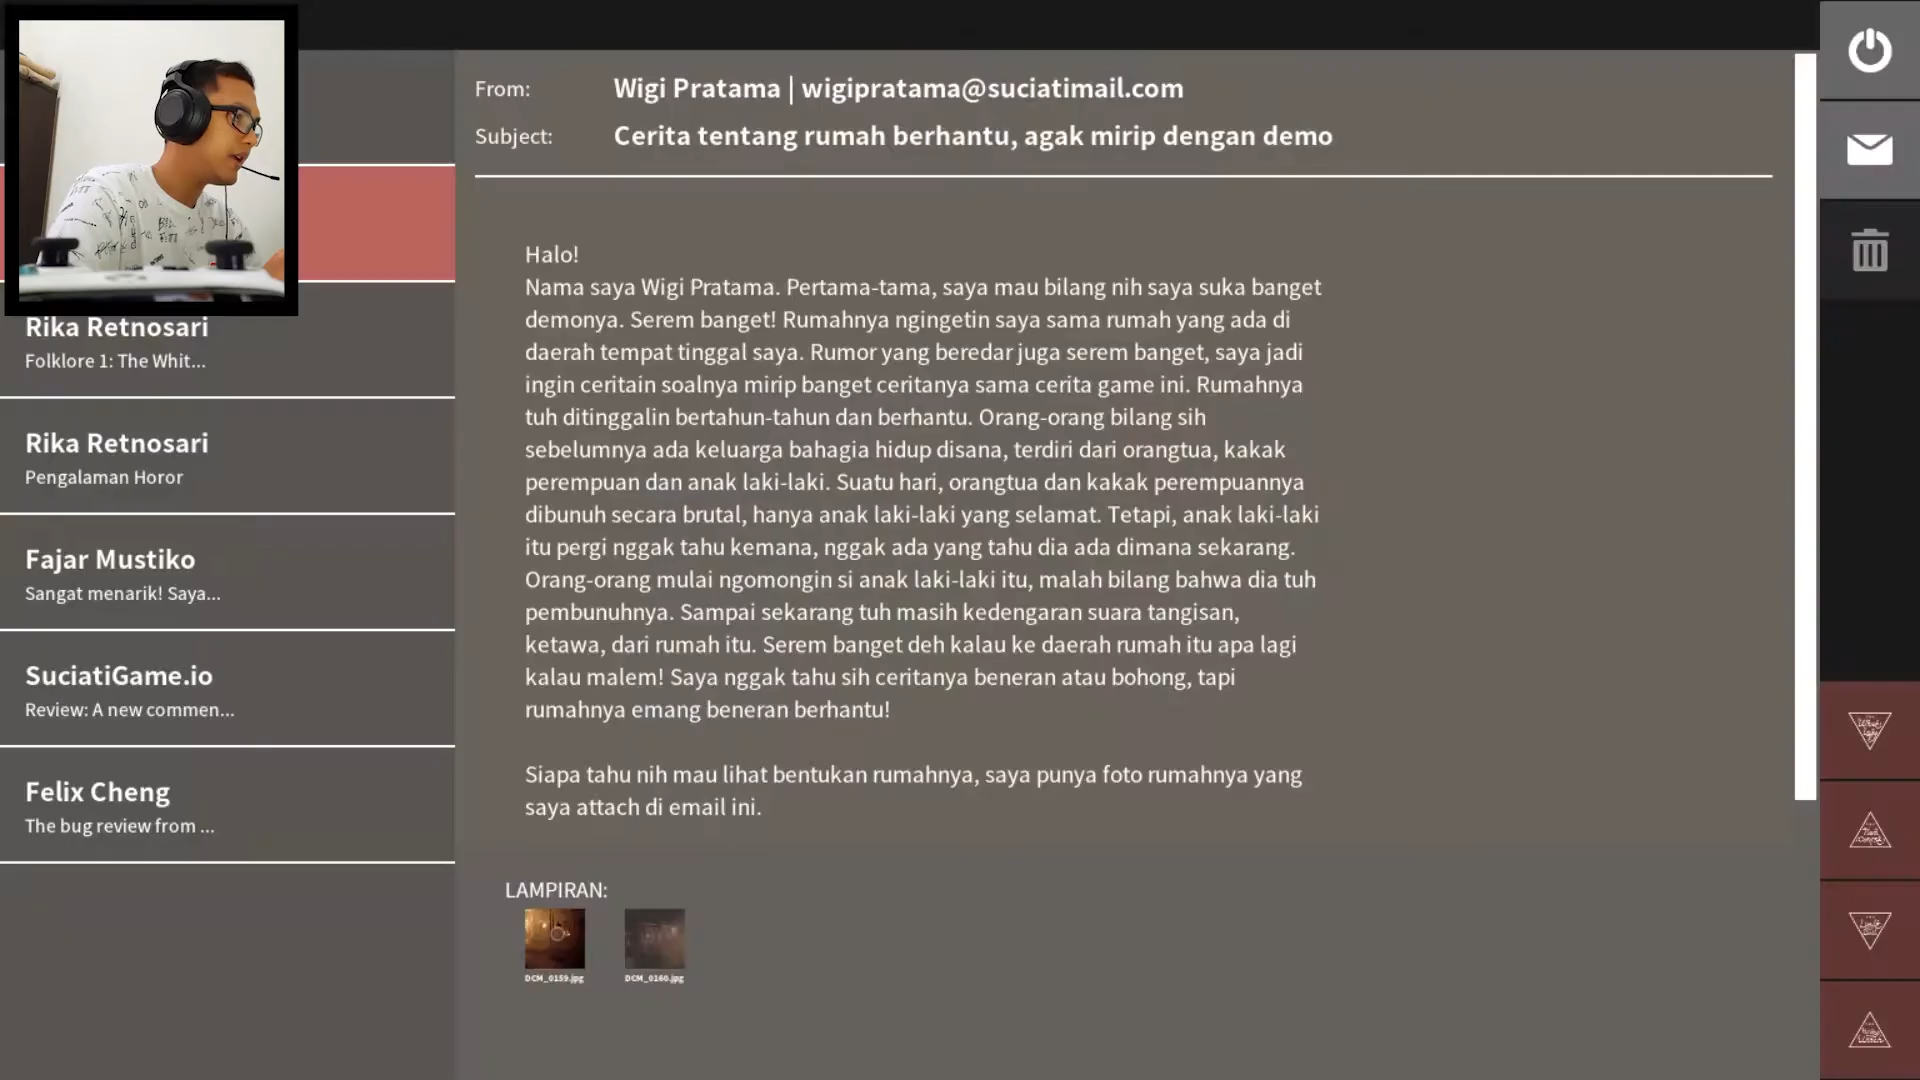 From: Wigi Pratama | wigipratama@suciatimail.com
Subject: Cerita tentang rumah berhantu, agak mirip dengan demo
Rika Retnosari
Folklore 1: The Whit...
Rika Retnosari
Pengalaman Horor
Fajar Mustiko
Sangat menarik! Saya...
SuciatiGame.io
Review: A new commen...
Felix Cheng
The bug review from ...
Halo!
Nama saya Wigi Pratama. Pertama-tama, saya mau bilang nih saya suka banget
demonya. Serem banget! Rumahnya ngingetin saya sama rumah yang ada di
daerah tempat tinggal saya. Rumor yang beredar juga serem banget, saya jadi
ingin ceritain soalnya mirip banget ceritanya sama cerita game ini. Rumahnya
tuh ditinggalin bertahun-tahun dan berhantu. Orang-orang bilang sih
sebelumnya ada keluarga bahagia hidup disana, terdiri dari orangtua, kakak
perempuan dan anak laki-laki. Suatu hari, orangtua dan kakak perempuannya
dibunuh secara brutal, hanya anak laki-laki yang selamat. Tetapi, anak laki-laki
itu pergi nggak tahu kemana, nggak ada yang tahu dia ada dimana sekarang.
Orang-orang mulai ngomongin si anak laki-laki itu, malah bilang bahwa dia tuh
pembunuhnya. Sampai sekarang tuh masih kedengaran suara tangisan,
ketawa, dari rumah itu. Serem banget deh kalau ke daerah rumah itu apa lagi
kalau malem! Saya nggak tahu sih ceritanya beneran atau bohong, tapi
rumahnya emang beneran berhantu!
Siapa tahu nih mau lihat bentukan rumahnya, saya punya foto rumahnya yang
saya attach di email ini.
LAMPIRAN:
DCM_0159.jpg
DCM_0160.jpg